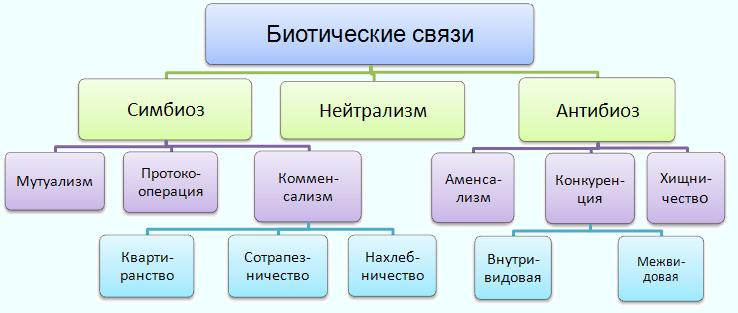 Биотические связи
Симбиоз
Нейтрализм
Антибиоз
Мутуализм
Протоко-
операция
Коммен-
сализм
Аменса-
лизм
Конкурен-
ция
Хищни-
чество
Кварти-
ранство
Сотрапез-
ничество
Нахлеб-
ничество
Внутри-
видовая
Межви-
довая